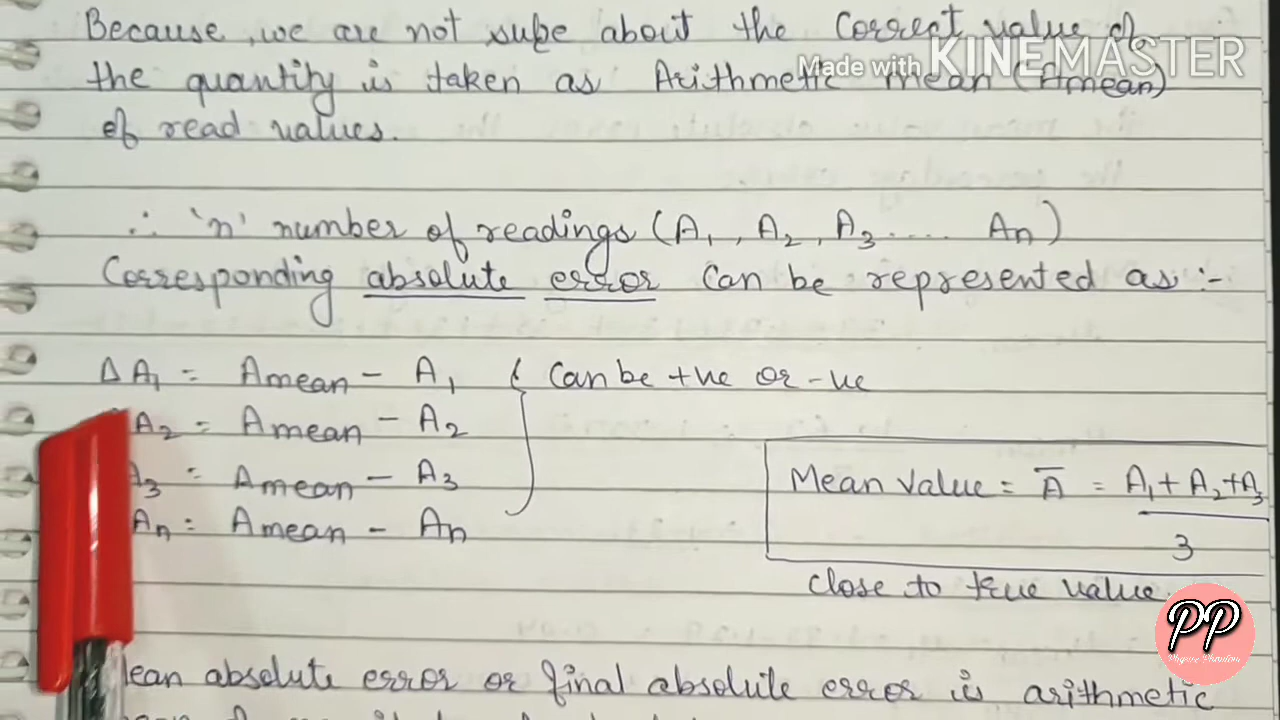 Because, we are not sure about the correct value of
Made with KINEMASTER
the quantity is taken as Arithmetic mean (Amean)
of read values.
∴ 'n' number of readings (A1, A2, A3 ..... An)
Corresponding absolute error can be represented as :-
ΔA1 = Amean - A1 } can be +ve or -ve
A2 = Amean - A2
A3 = Amean - A3
An = Amean - An
Mean value = Ā = A1 + A2 + A3
3
close to true value.
PP
lean absolute error or final absolute error is arithmetic